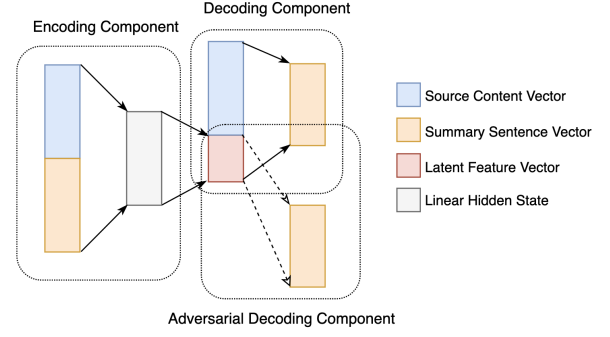 Decoding Component
Encoding Component
Source Content Vector
Summary Sentence Vector
Latent Feature Vector
Linear Hidden State
Adversarial Decoding Component